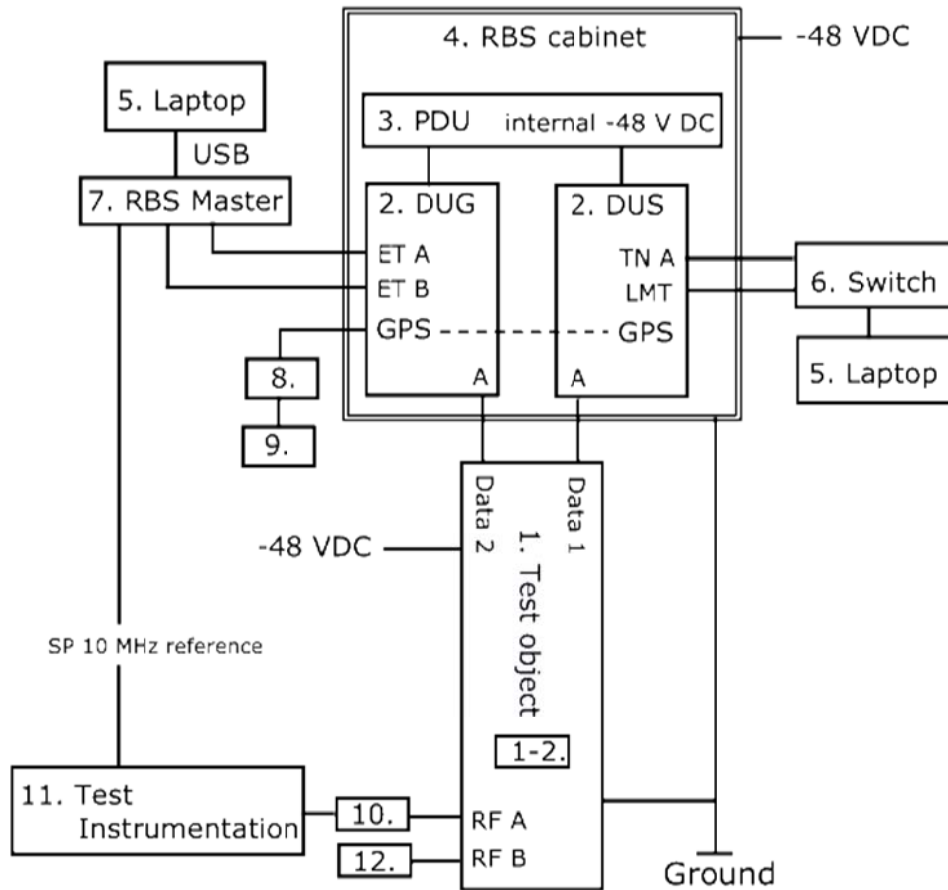 4. RBS cabinet
-48 VDC
5. Laptop
USB
3. PDU internal -48 V DC
7. RBS Master
2. DUG
2. DUS
ET A
ET B
GPS
A
TN A
LMT
GPS
A
6. Switch
5. Laptop
8.
9.
Data 2
Data 1
-48 VDC
1. Test object
1-2.
SP 10 MHz reference
11. Test
Instrumentation
10.
RF A
12.
RF B
Ground